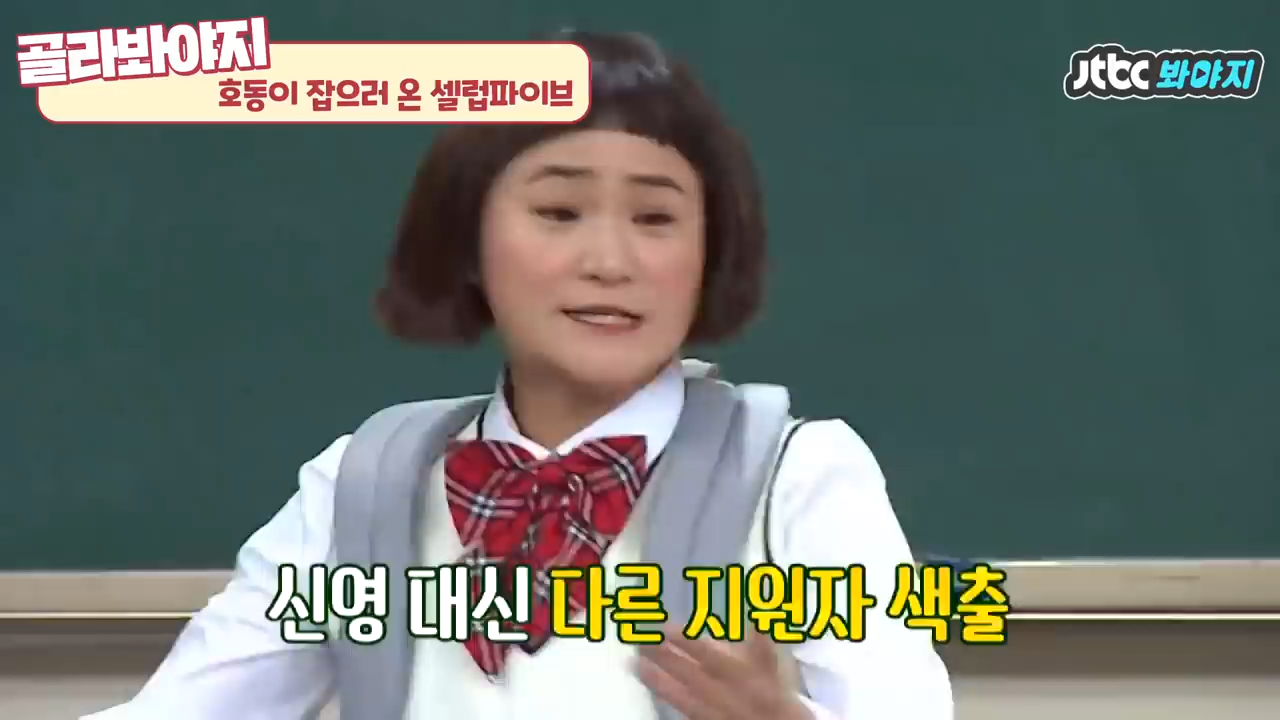 골라봐야지
호동이 잡으러 온 셀럽파이브
jtbc 봐야지
신영 대신 다른 지원자 색출